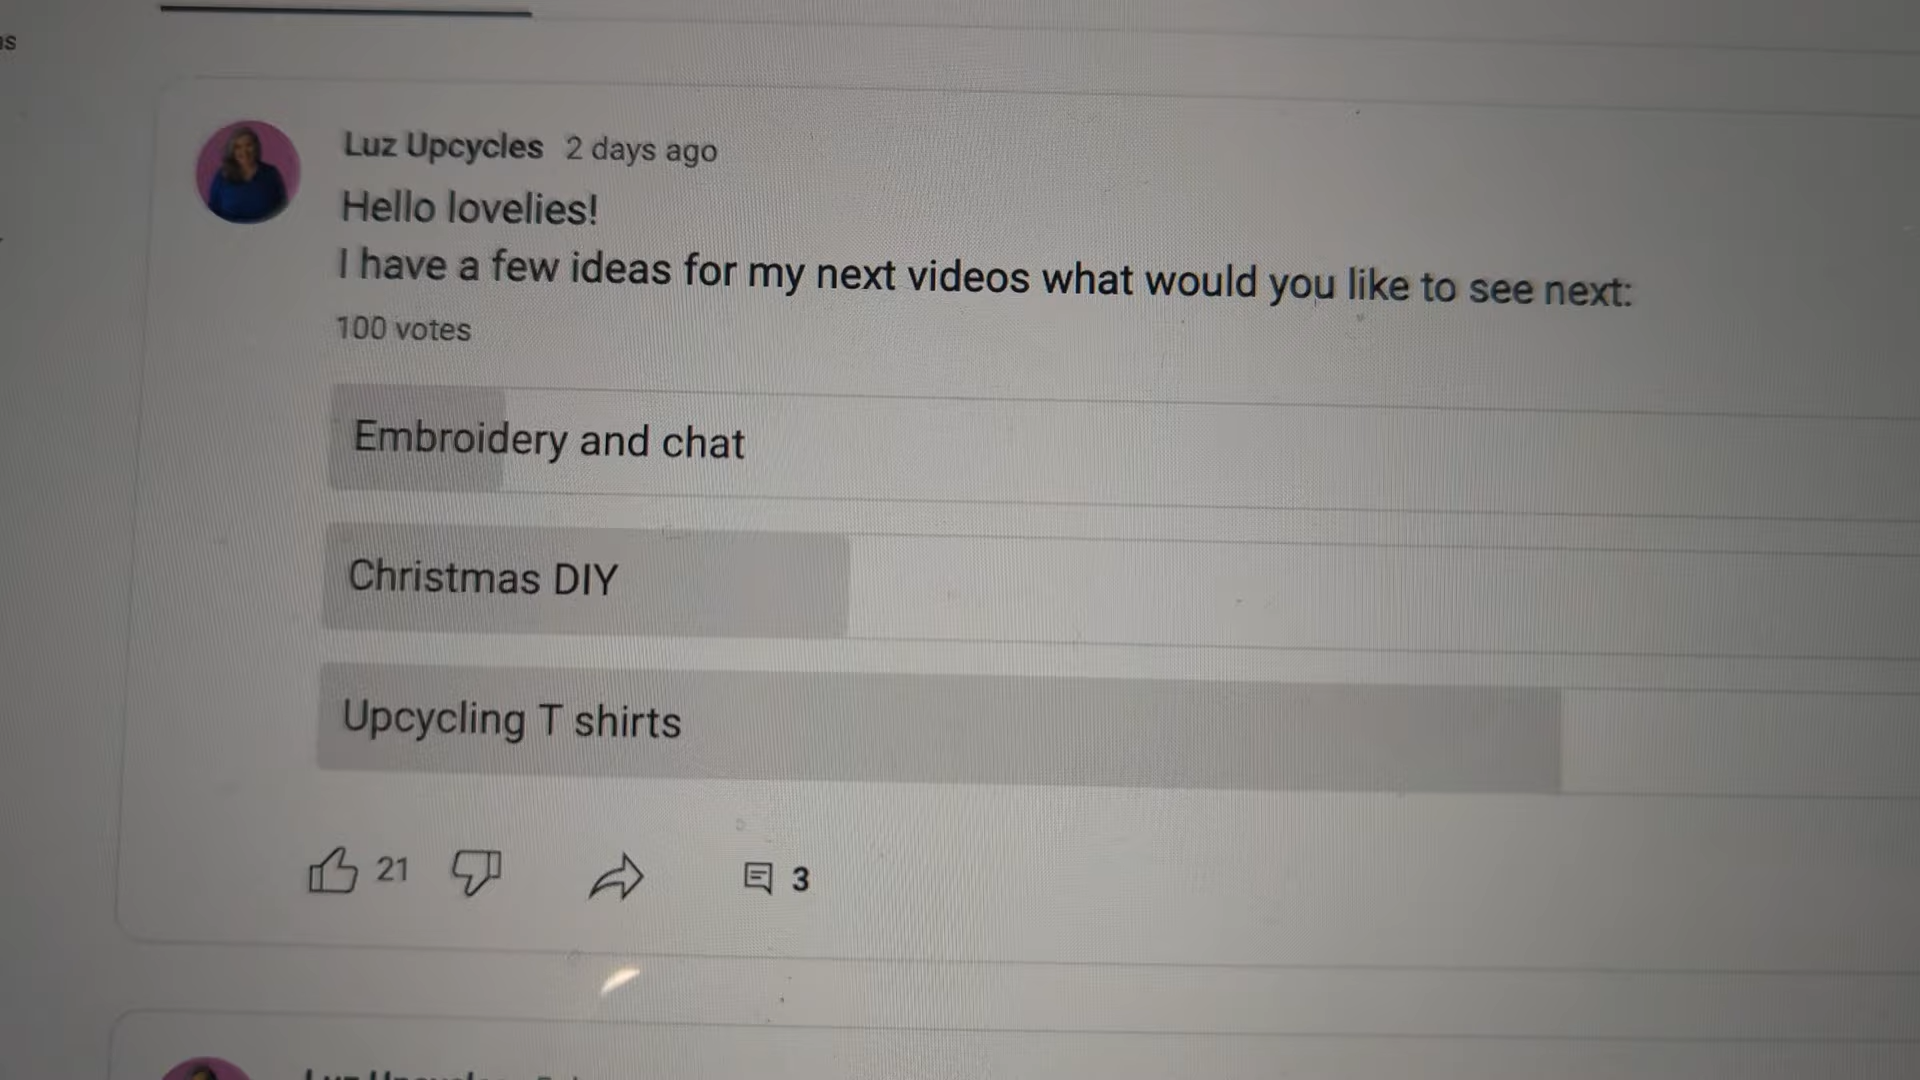 Luz Upcycles 2 days ago
Hello lovelies!
I have a few ideas for my next videos what would you like to see next:
100 votes
Embroidery and chat
Christmas DIY
Upcycling T shirts
21 3